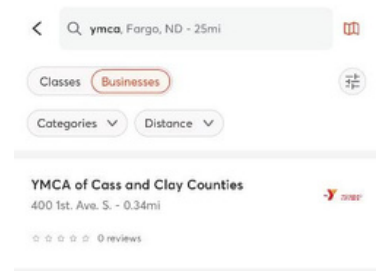 ymca, Fargo, ND - 25mi
Classes Businesses
Categories Distance
YMCA of Cass and Clay Counties
400 1st. Ave. S. - 0.34mi
0 reviews